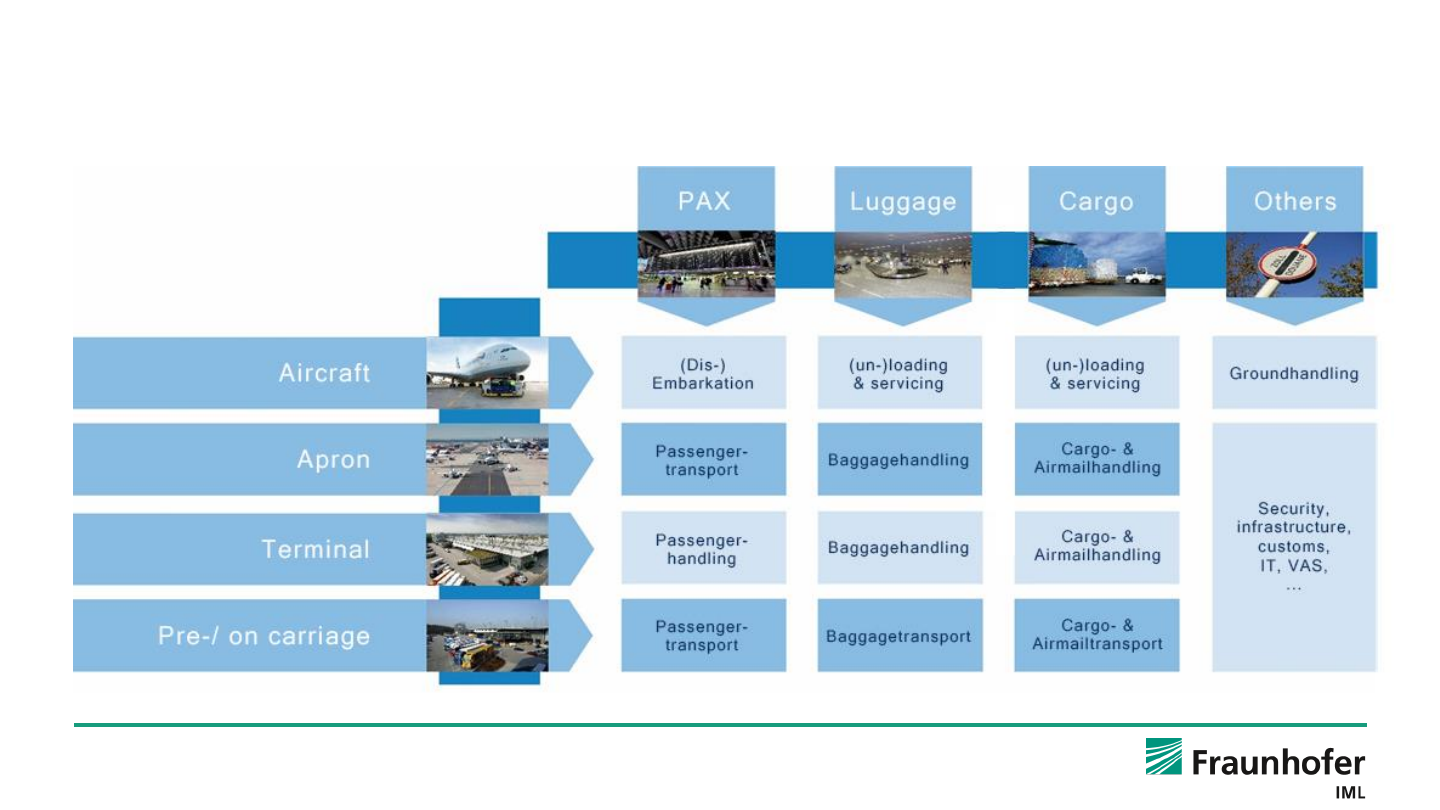 PAX
Luggage
Cargo
Others
ZOLL
DOUANE
Aircraft
(Dis-)
Embarkation
(un-)loading
& servicing
(un-)loading
& servicing
Groundhandling
Apron
Passenger-
transport
Baggagehandling
Cargo- &
Airmailhandling
Terminal
Passenger-
handling
Baggagehandling
Cargo- &
Airmailhandling
Security,
infrastructure,
customs,
IT, VAS,
...
Pre-/ on carriage
Passenger-
transport
Baggagetransport
Cargo- &
Airmailtransport
Fraunhofer
IML